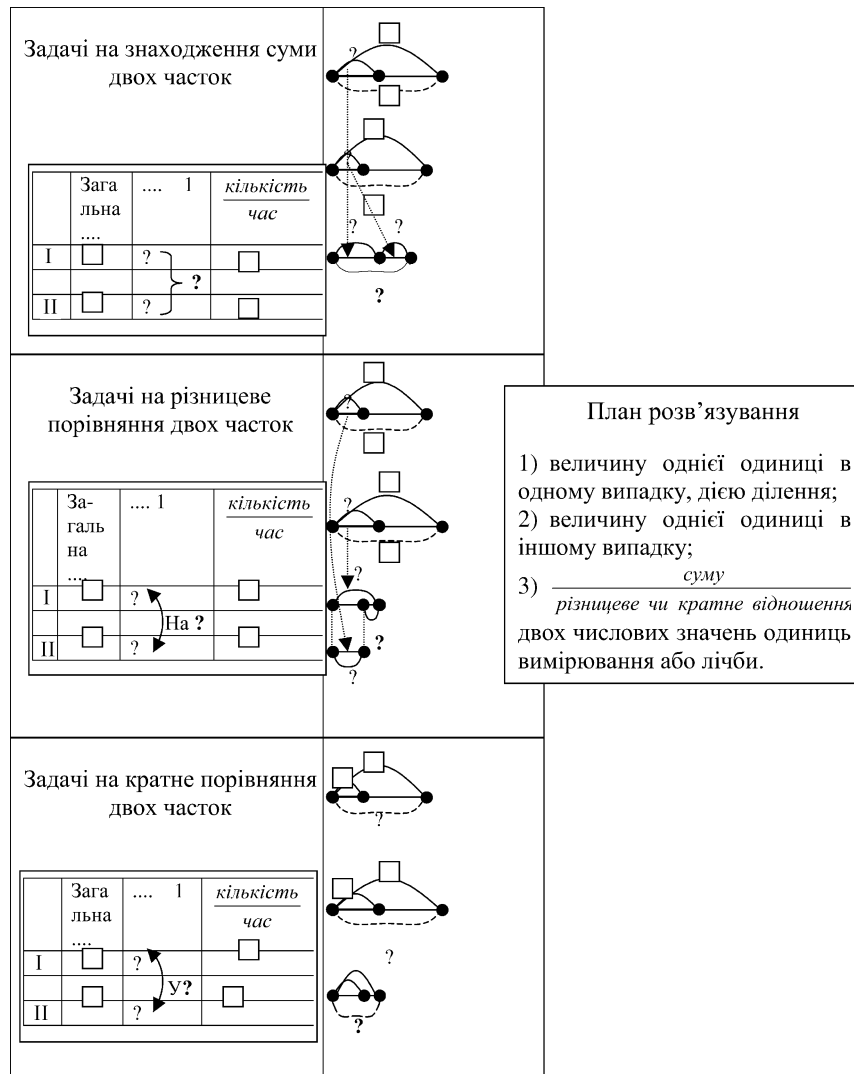 Задачі на знаходження суми
двох часток
Зага
льна
....
.... 1
кількість
час
I
?
?
II
?
?
?
?
?
?
Задачі на різницеве
порівняння двох часток
За-
галь
на
....
.... 1
кількість
час
I
?
На ?
II
?
?
?
?
?
?
План розв’язування
1) величину однієї одиниці в
одному випадку, дією ділення;
2) величину однієї одиниці в
іншому випадку;
3) суму
різницеве чи кратне відношення
двох числових значень одиниць
вимірювання або лічби.
Задачі на кратне порівняння
двох часток
Зага
льна
....
.... 1
кількість
час
I
?
У?
II
?
?
?
?